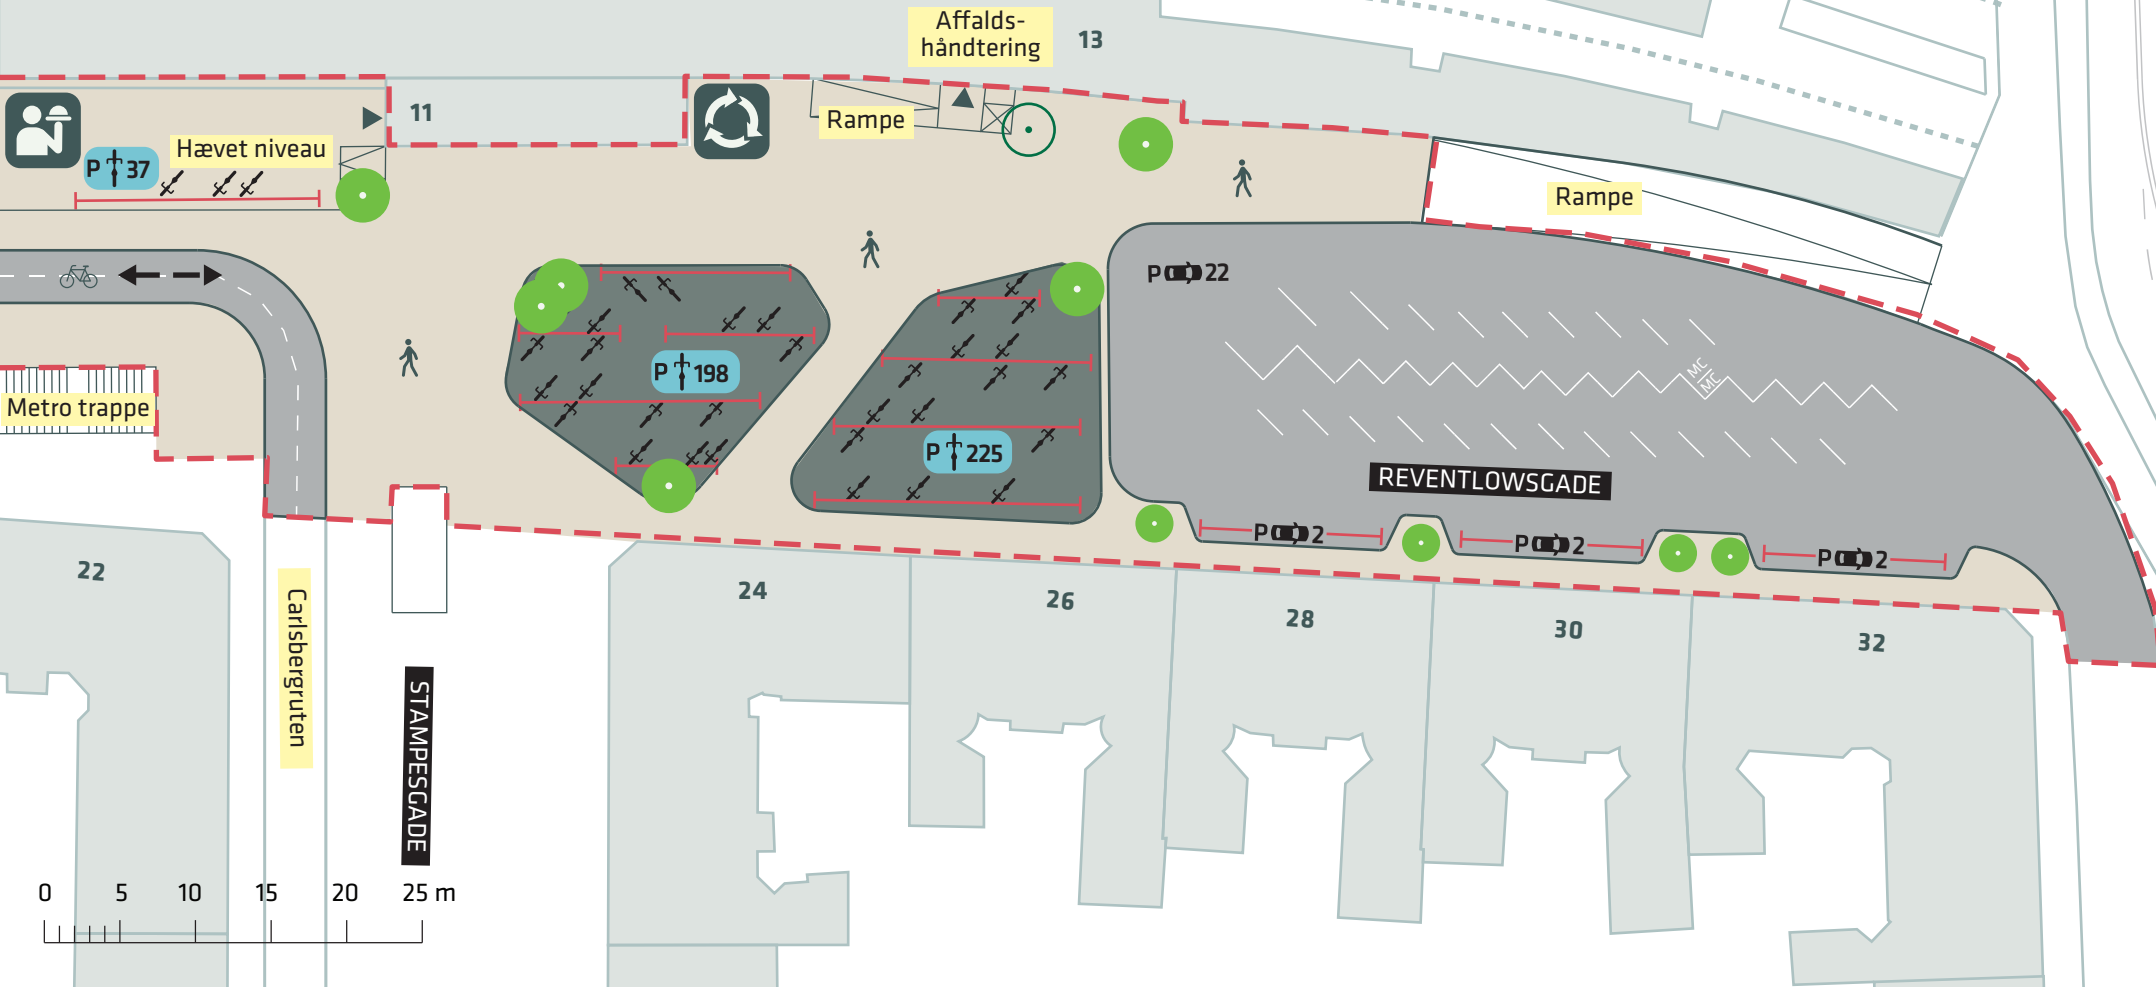 Affalds-
håndtering
13
11
Rampe
Hævet niveau
P 37
Rampe
P 22
Metro trappe
P 198
P 225
REVENTLOWSGADE
P 2
P 2
P 2
MC
MC
22
24
26
28
30
32
Carlsbergruten
STAMPESGADE
0 5 10 15 20 25 m